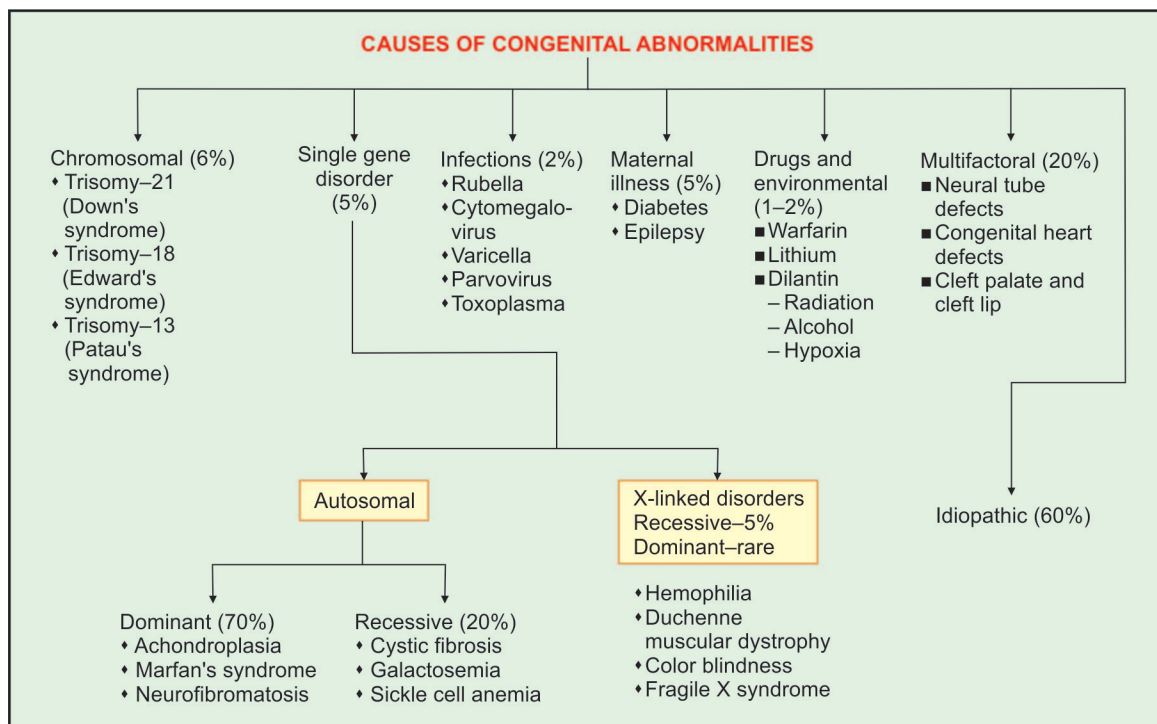 CAUSES OF CONGENITAL ABNORMALITIES
Chromosomal (6%)
♦ Trisomy–21
(Down's
syndrome)
♦ Trisomy–18
(Edward's
syndrome)
♦ Trisomy–13
(Patau's
syndrome)
Single gene
disorder
(5%)
Infections (2%)
♦ Rubella
♦ Cytomegalo-
virus
♦ Varicella
♦ Parvovirus
♦ Toxoplasma
Maternal
illness (5%)
♦ Diabetes
♦ Epilepsy
Drugs and
environmental
(1–2%)
■ Warfarin
■ Lithium
■ Dilantin
– Radiation
– Alcohol
– Hypoxia
Multifactoral (20%)
■ Neural tube
defects
■ Congenital heart
defects
■ Cleft palate and
cleft lip
Idiopathic (60%)
Autosomal
Dominant (70%)
♦ Achondroplasia
♦ Marfan's syndrome
♦ Neurofibromatosis
Recessive (20%)
♦ Cystic fibrosis
♦ Galactosemia
♦ Sickle cell anemia
X-linked disorders
Recessive–5%
Dominant–rare
♦ Hemophilia
♦ Duchenne
muscular dystrophy
♦ Color blindness
♦ Fragile X syndrome